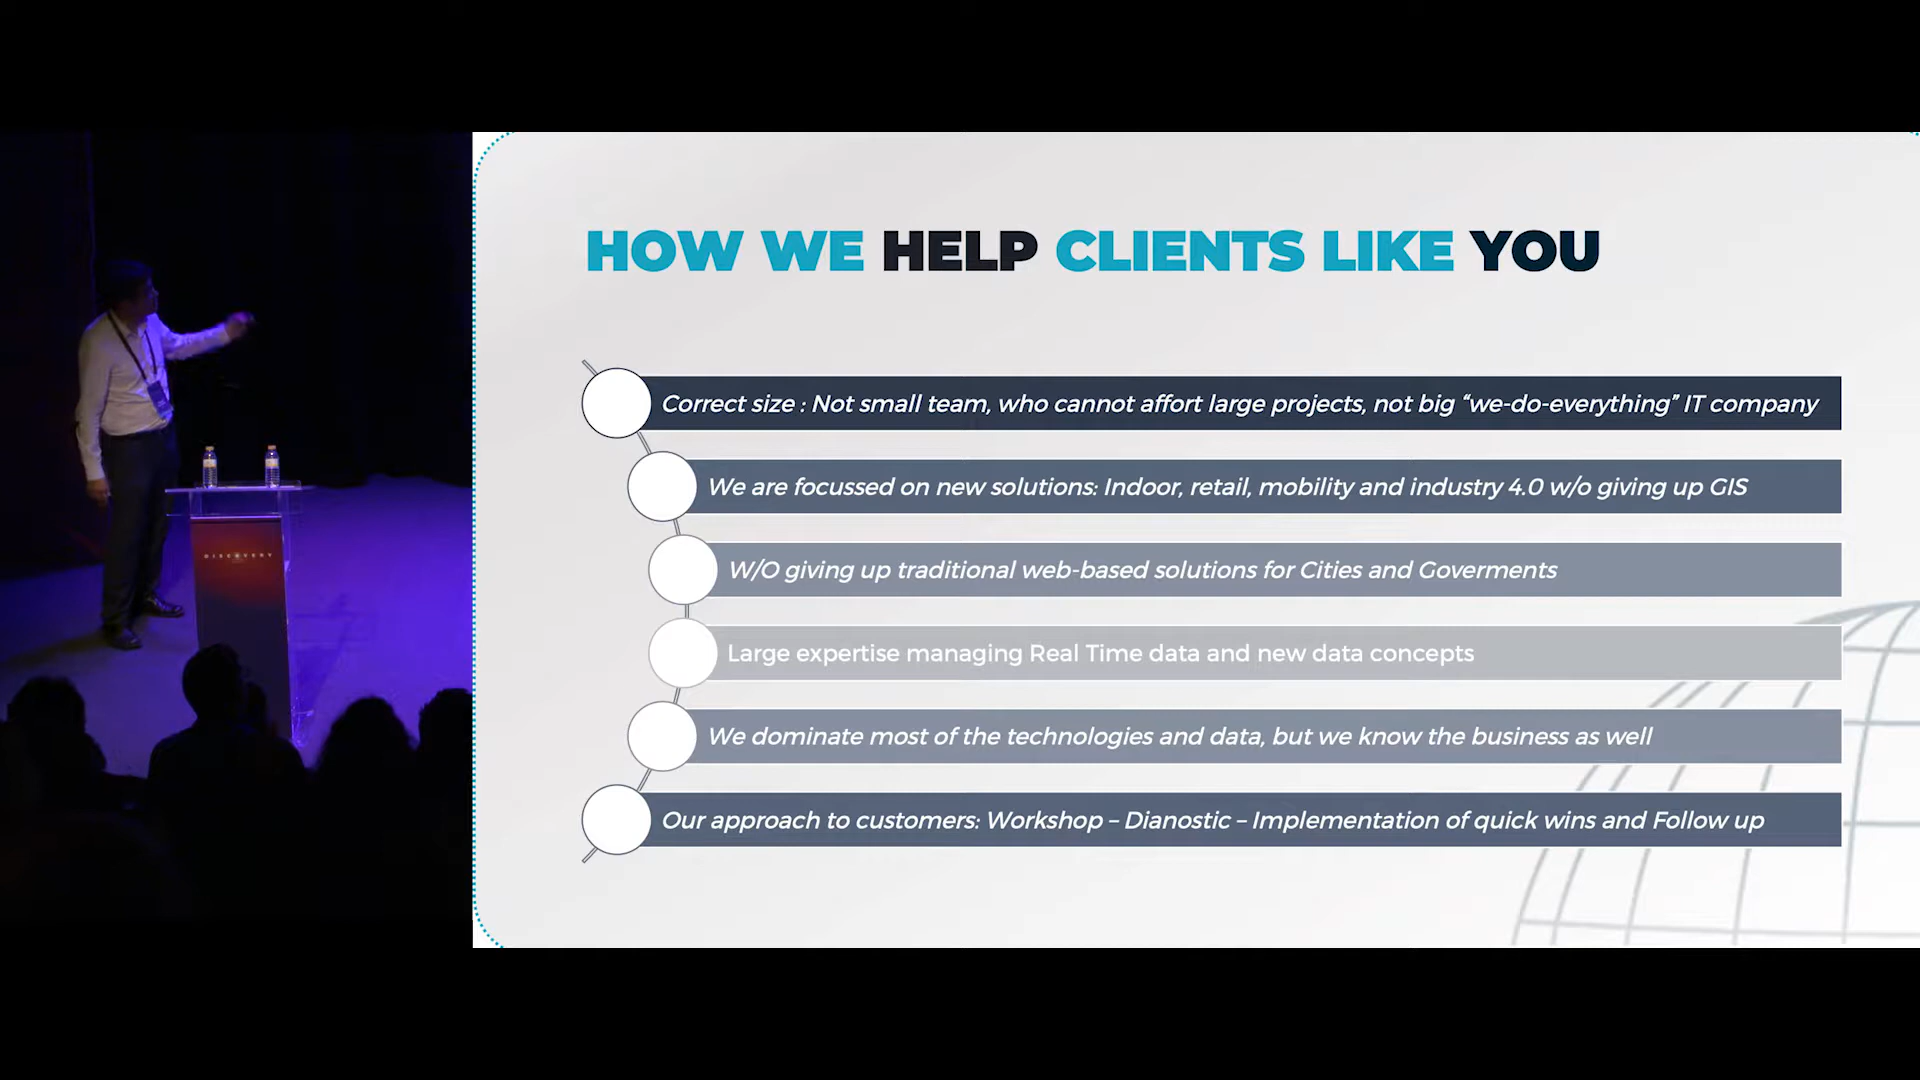 HOW WE HELP CLIENTS LIKE YOU
Correct size : Not small team, who cannot affort large projects, not big “we-do-everything” IT company
We are focussed on new solutions: Indoor, retail, mobility and industry 4.0 w/o giving up GIS
W/O giving up traditional web-based solutions for Cities and Goverments
Large expertise managing Real Time data and new data concepts
We dominate most of the technologies and data, but we know the business as well
Our approach to customers: Workshop – Dianostic – Implementation of quick wins and Follow up
DISCOVERY